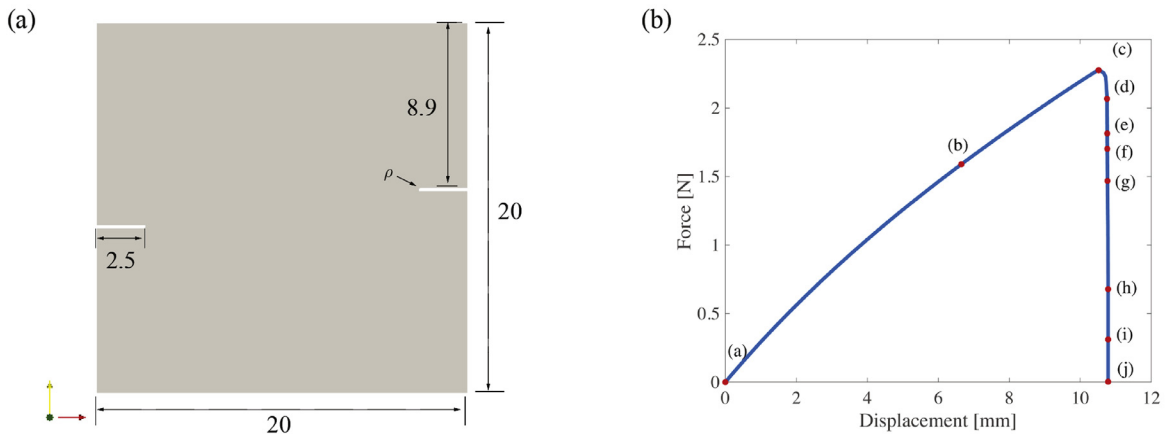 (a)
8.9
ρ
20
2.5
20
(b)
2.5
2
1.5
1
0.5
0
Force [N]
0
2
4
6
8
10
12
Displacement [mm]
(a)
(b)
(c)
(d)
(e)
(f)
(g)
(h)
(i)
(j)